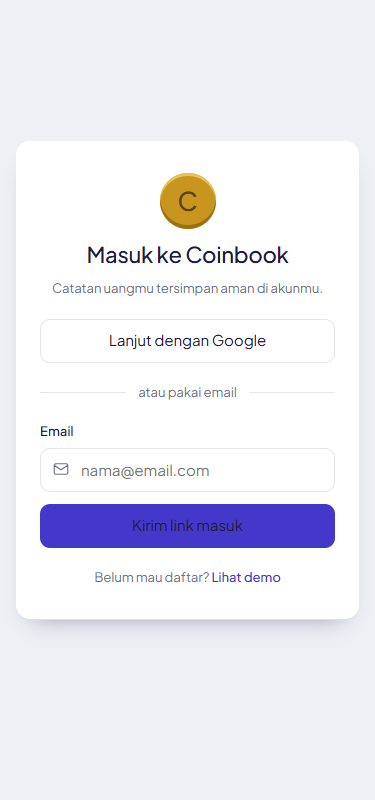 C
Masuk ke Coinbook
Catatan uangmu tersimpan aman di akunmu.
Lanjut dengan Google
atau pakai email
Email
nama@email.com
Kirim link masuk
Belum mau daftar? Lihat demo